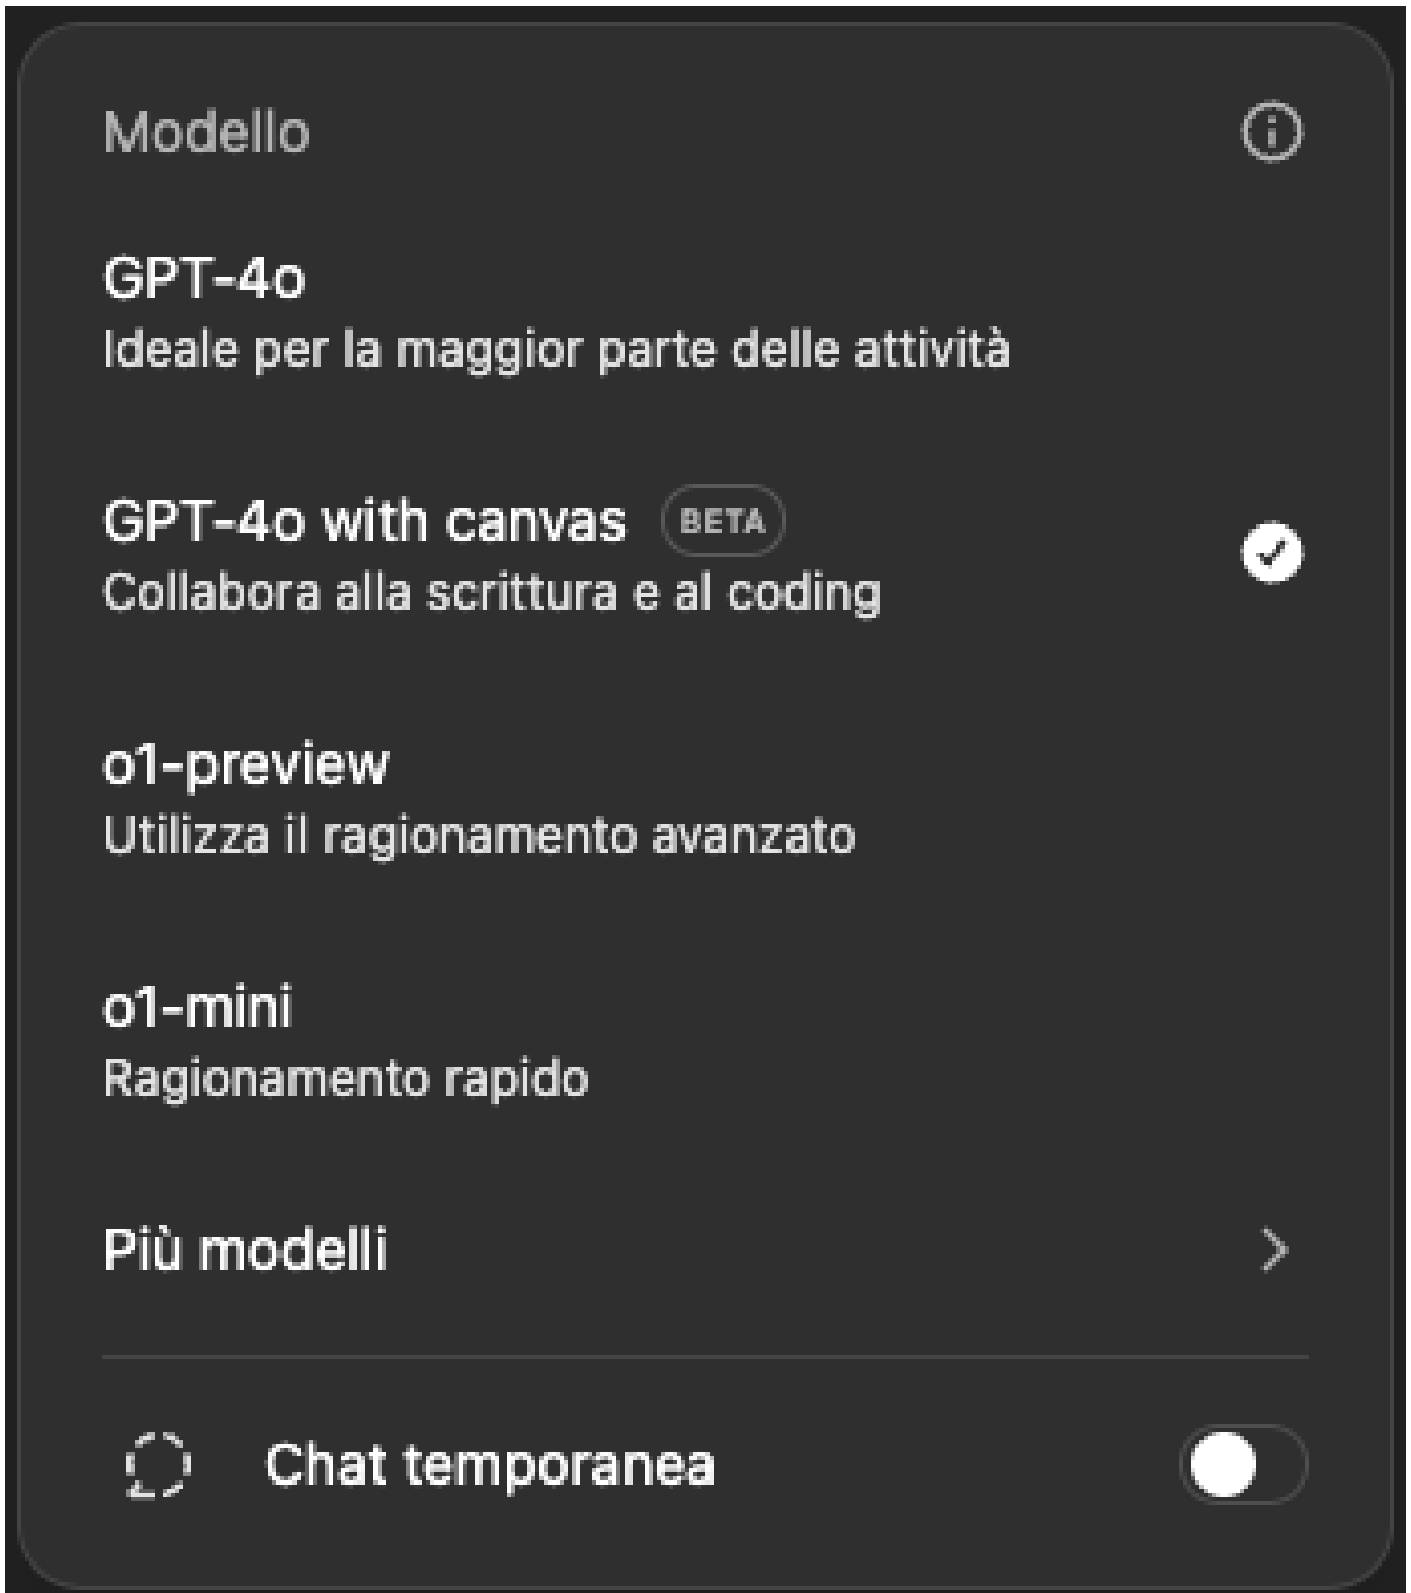 Modello
GPT-4o
Ideale per la maggior parte delle attività
GPT-4o with canvas BETA
Collabora alla scrittura e al coding
o1-preview
Utilizza il ragionamento avanzato
o1-mini
Ragionamento rapido
Più modelli
Chat temporanea